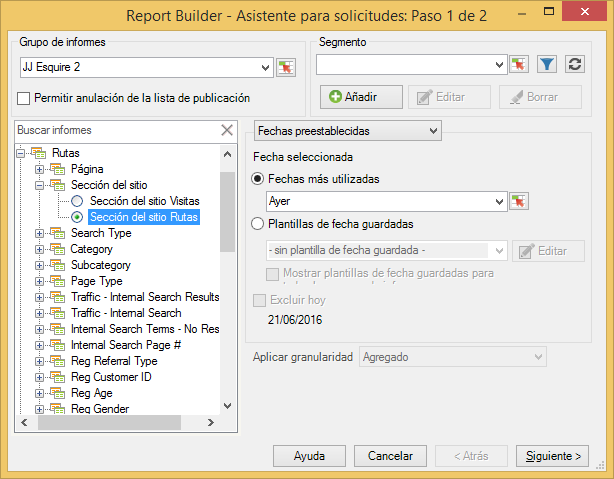 Report Builder - Asistente para solicitudes: Paso 1 de 2
Grupo de informes
JJ Esquire 2
Permitir anulación de la lista de publicación
Segmento
Añadir
Editar
Borrar
Buscar informes
Rutas
Página
Sección del sitio
Sección del sitio Visitas
Sección del sitio Rutas
Search Type
Category
Subcategory
Page Type
Traffic - Internal Search Results
Traffic - Internal Search
Internal Search Terms - No Res
Internal Search Page #
Reg Referral Type
Reg Customer ID
Reg Age
Reg Gender
Fechas preestablecidas
Fecha seleccionada
Fechas más utilizadas
Ayer
Plantillas de fecha guardadas
- sin plantilla de fecha guardada -
Editar
Mostrar plantillas de fecha guardadas para
Excluir hoy
21/06/2016
Aplicar granularidad
Agregado
Ayuda
Cancelar
< Atrás
Siguiente >